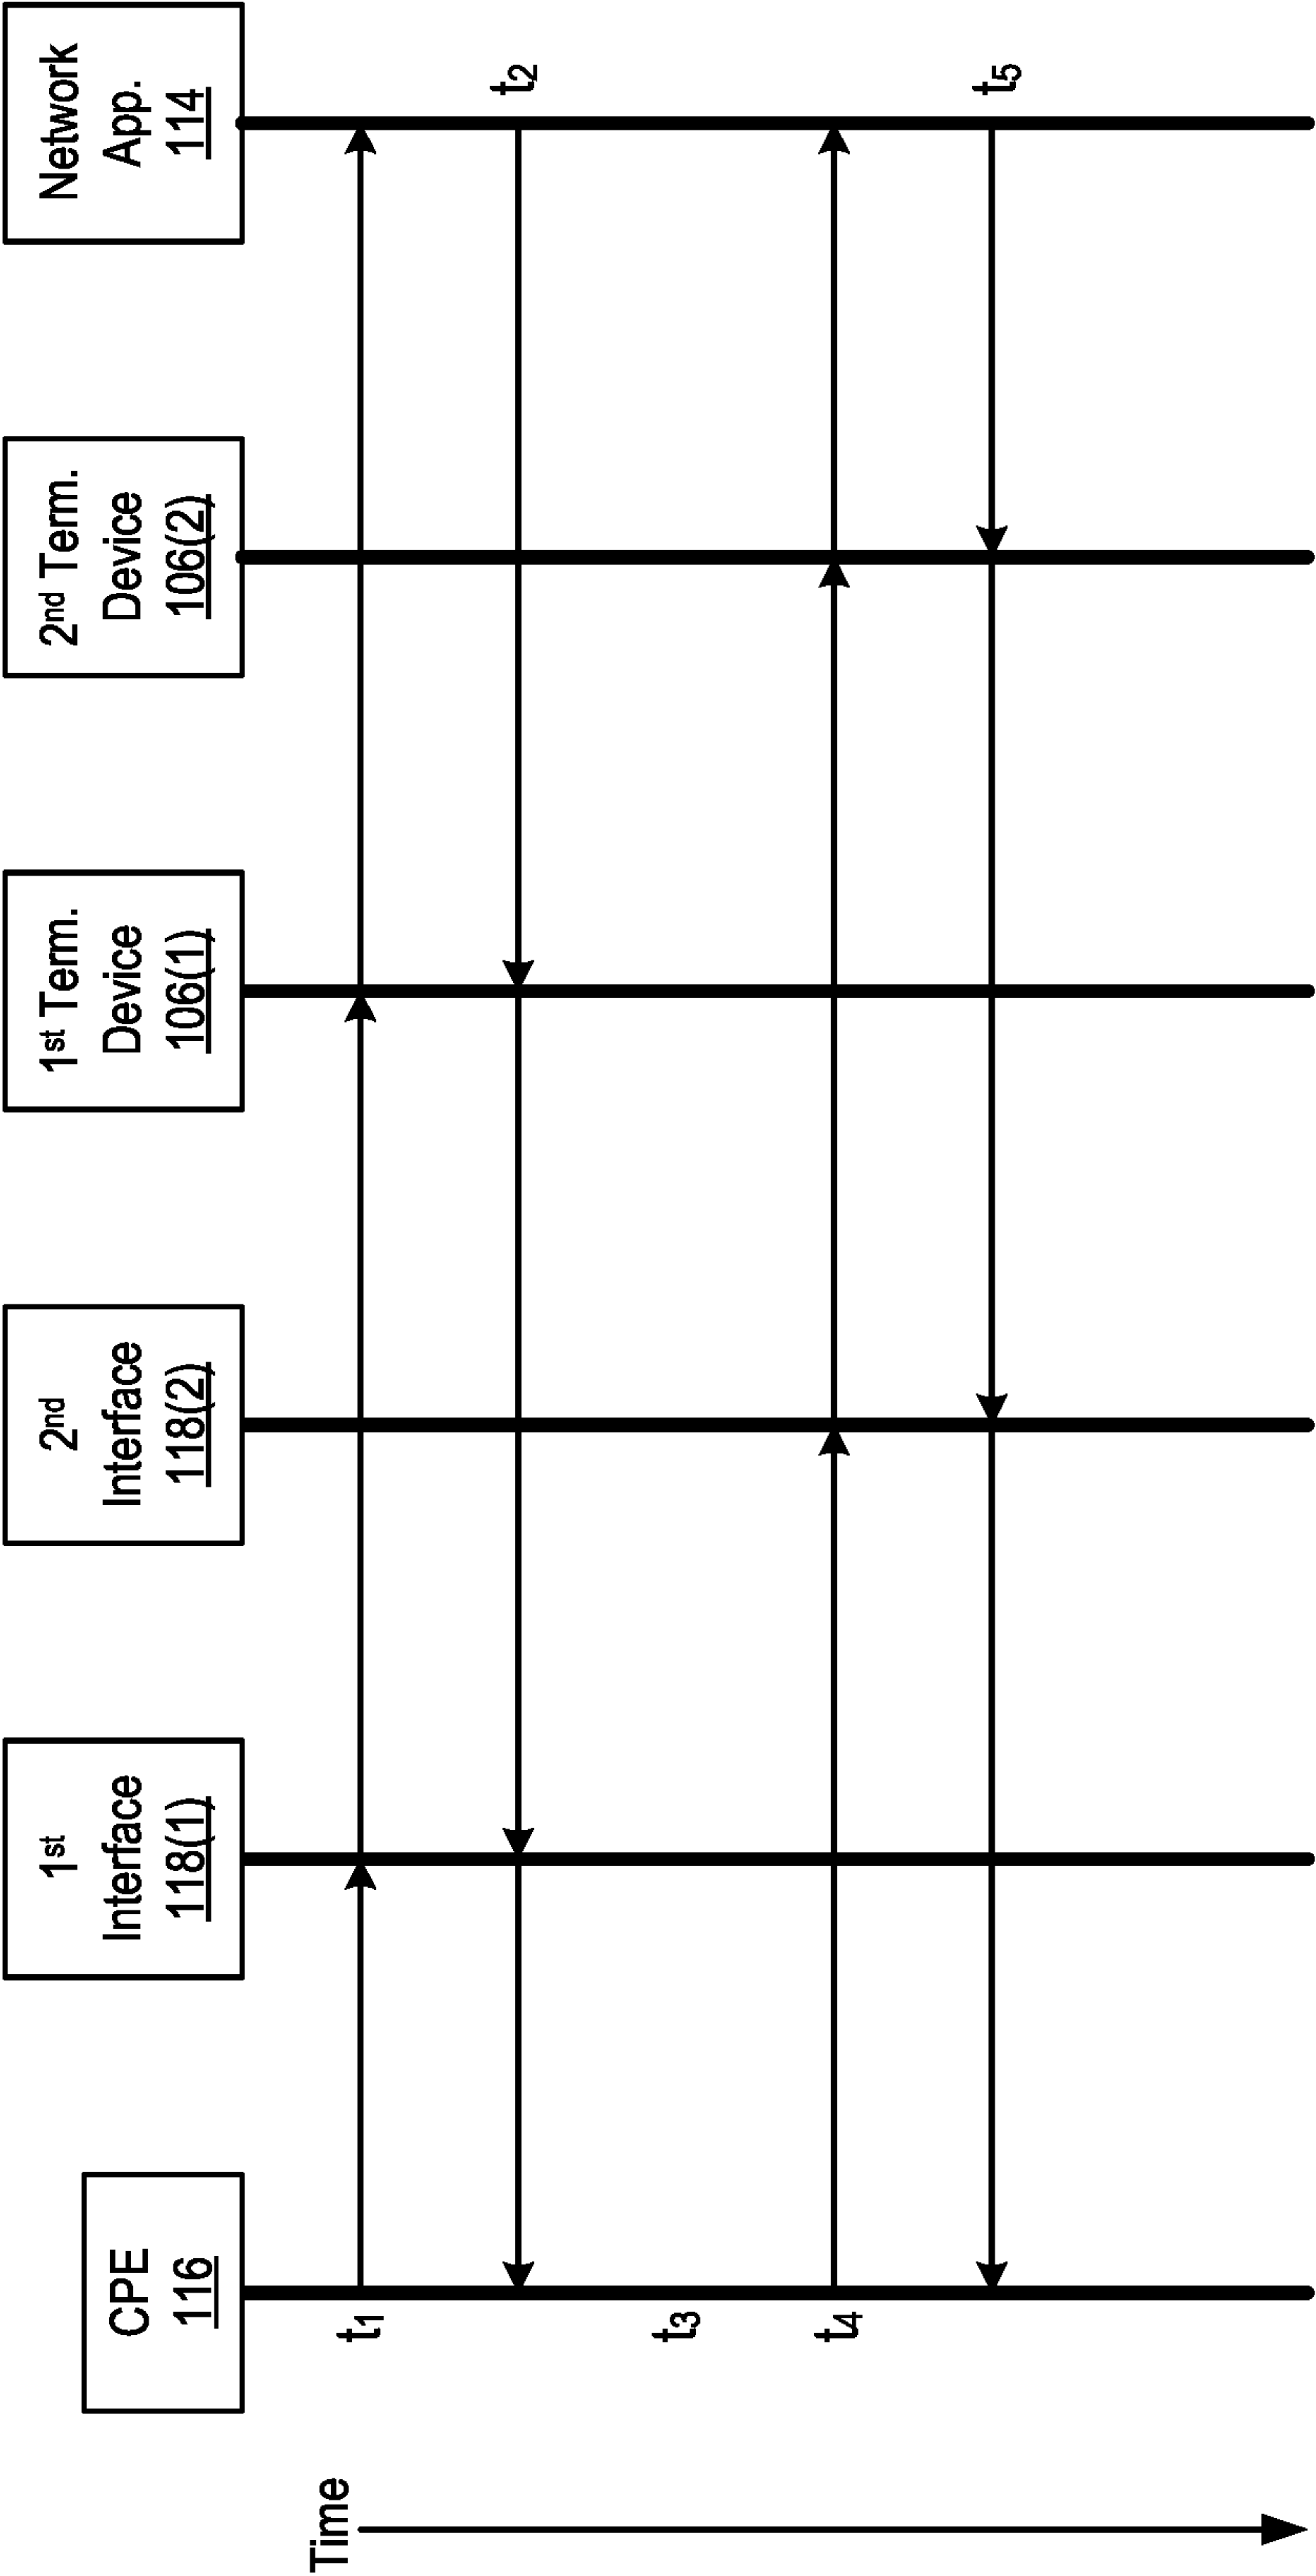 Time
CPE
116
1st
Interface
118(1)
2nd
Interface
118(2)
1st Term.
Device
106(1)
2nd Term.
Device
106(2)
Network
App.
114
t1
t2
t3
t4
t5